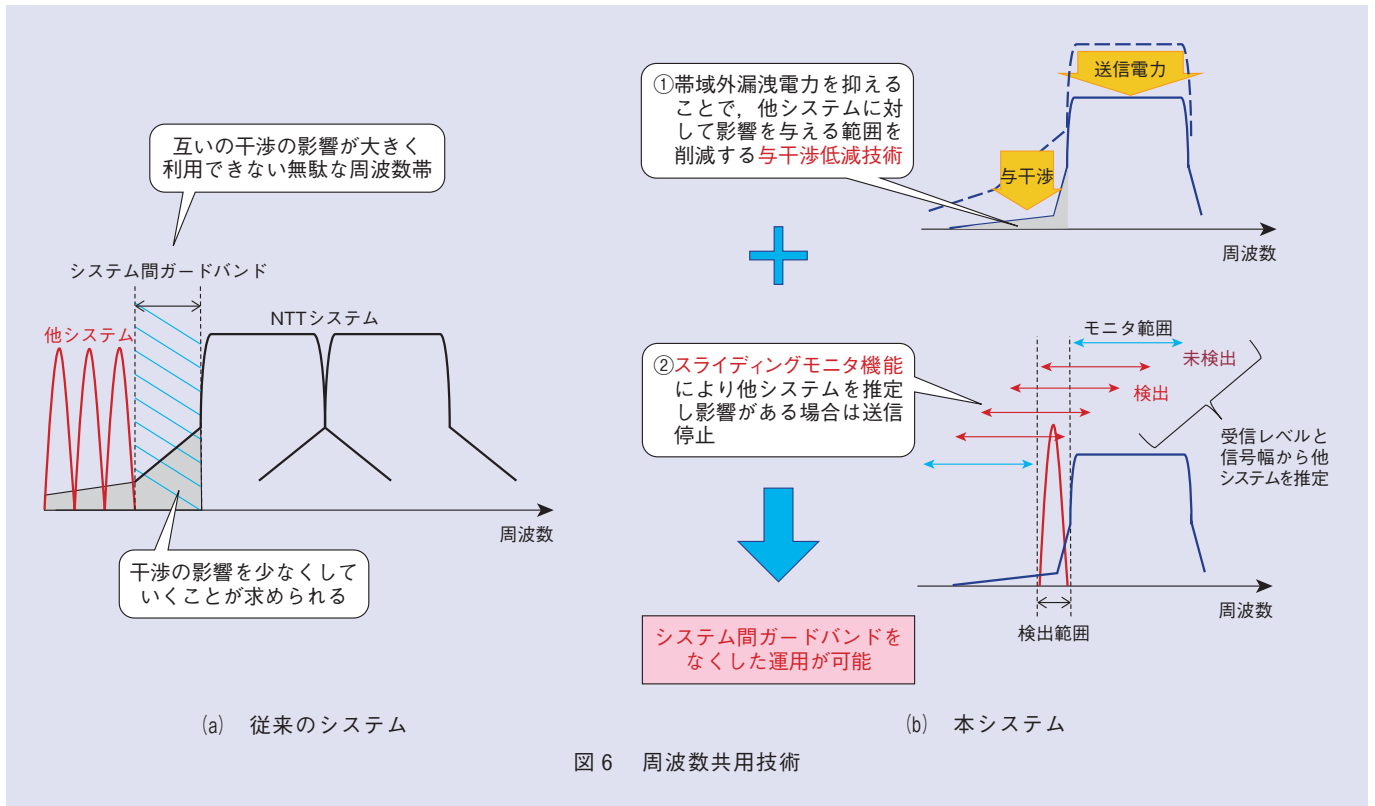 互いの干渉の影響が大きく
利用できない無駄な周波数帯
システム間ガードバンド
他システム
NTTシステム
周波数
干渉の影響を少なくして
いくことが求められる
(a) 従来のシステム
①帯域外漏洩電力を抑える
ことで，他システムに対
して影響を与える範囲を
削減する与干渉低減技術
送信電力
与干渉
周波数
②スライディングモニタ機能
により他システムを推定
し影響がある場合は送信
停止
モニタ範囲
未検出
検出
受信レベルと
信号幅から他
システムを推定
周波数
検出範囲
システム間ガードバンドを
なくした運用が可能
(b) 本システム
図6 周波数共用技術